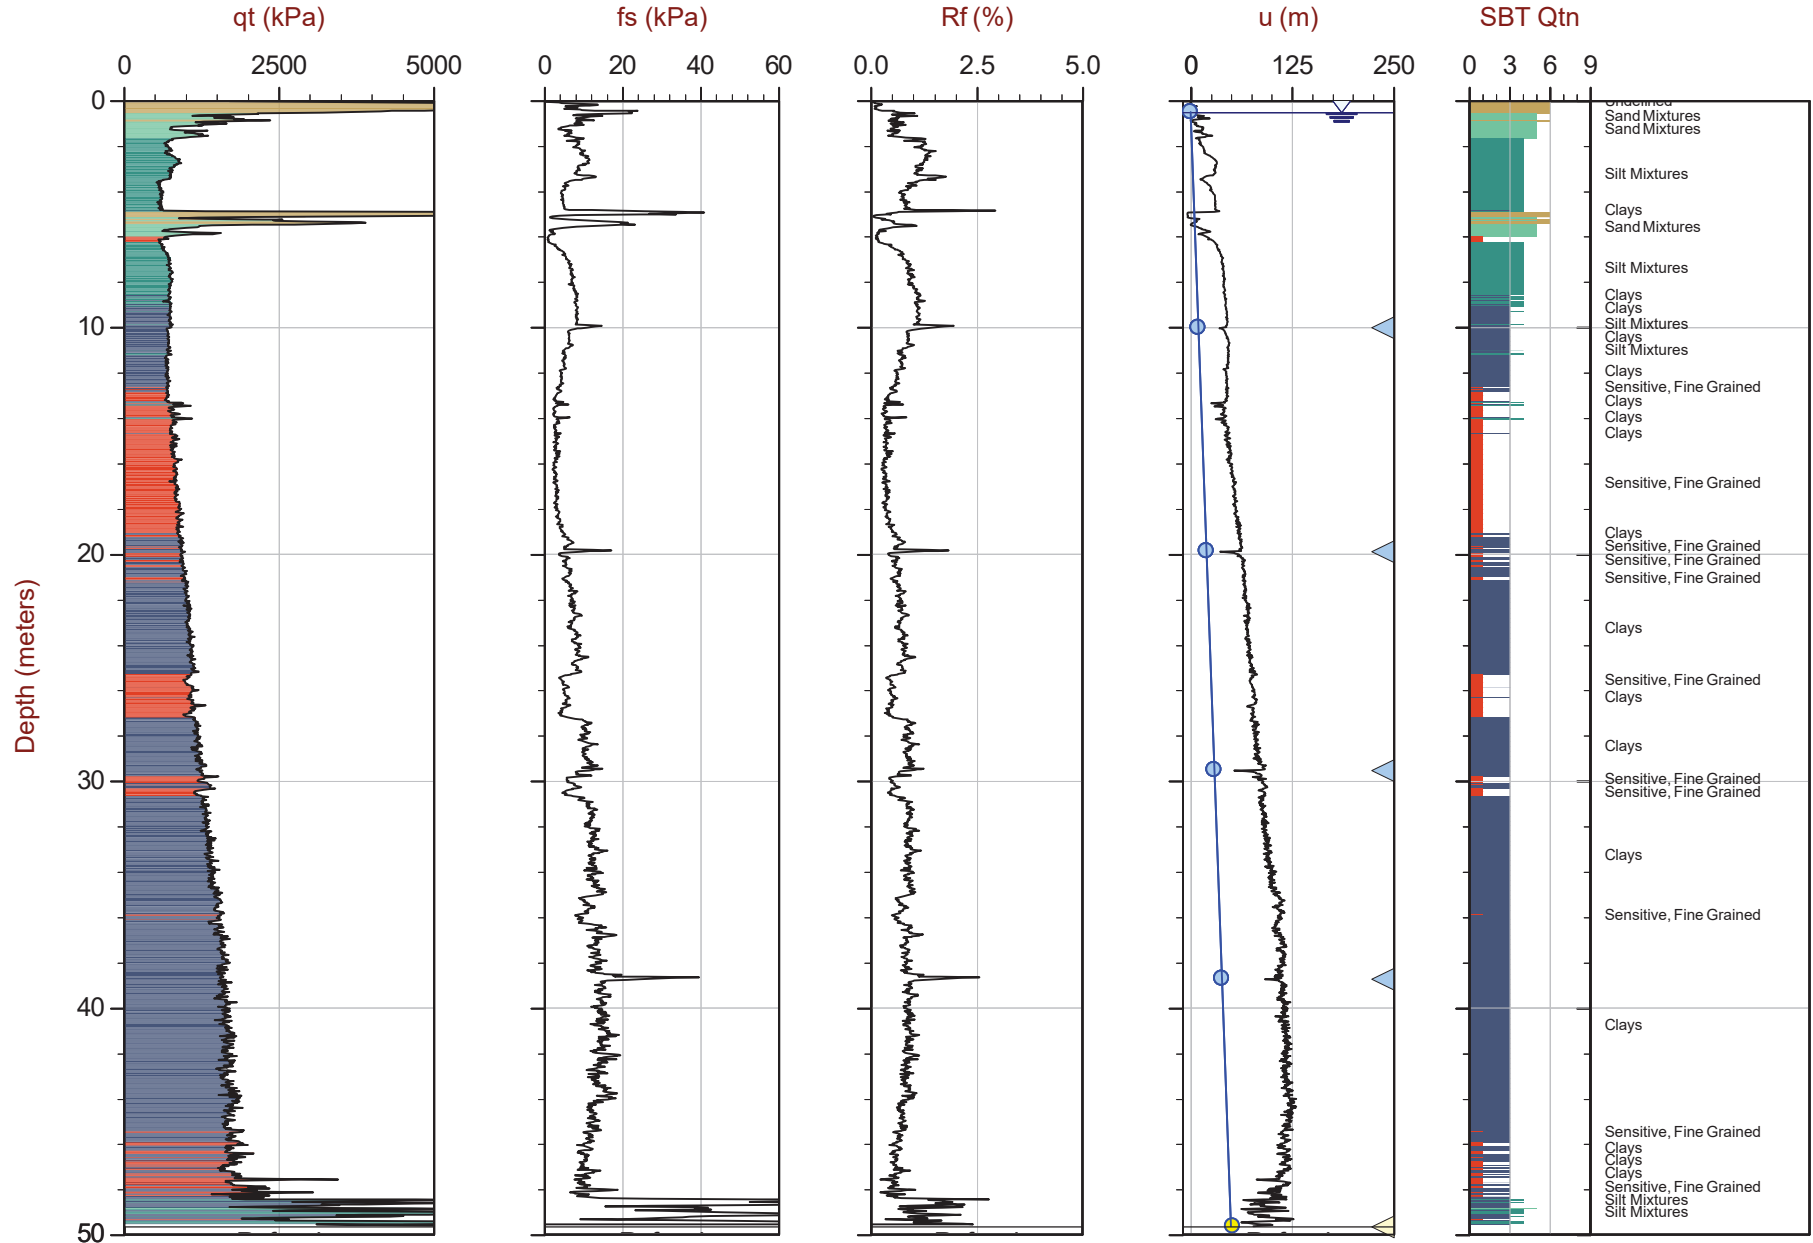 qt (kPa) fs (kPa) Rf (%) u (m) SBT Qtn
0 2500 5000 0 20 40 60 0.0 2.5 5.0 0 125 250 0 3 6 9
0
10
20
30
40
50
Depth (meters)
Undefined
Sand Mixtures
Sand Mixtures
Silt Mixtures
Clays
Sand Mixtures
Silt Mixtures
Clays
Clays
Silt Mixtures
Clays
Silt Mixtures
Clays
Sensitive, Fine Grained
Clays
Clays
Clays
Sensitive, Fine Grained
Clays
Sensitive, Fine Grained
Sensitive, Fine Grained
Sensitive, Fine Grained
Clays
Sensitive, Fine Grained
Clays
Clays
Sensitive, Fine Grained
Sensitive, Fine Grained
Clays
Sensitive, Fine Grained
Clays
Sensitive, Fine Grained
Clays
Clays
Clays
Sensitive, Fine Grained
Silt Mixtures
Silt Mixtures